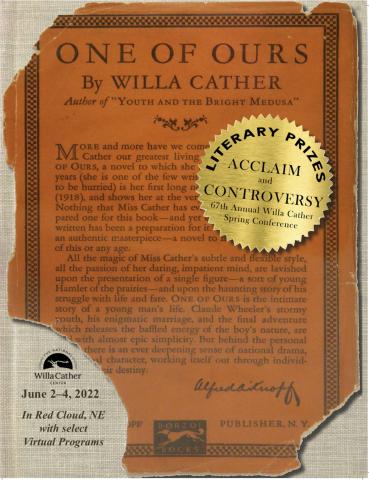 ONE OF OURS
By WILLA CATHER
Author of "YOUTH AND THE BRIGHT MEDUSA"
MORE and more have we com
Cather our greatest living
OF OURS, a novel to which she
years (she is one of the few wri
to be hurried) is her first long n
(1918), and shows her at the ver
Nothing that Miss Cather has ev
pared one for this book—and yet
written has been a preparation for it
an authentic masterpiece—a novel to
of this or any age.
All the magic of Miss Cather's subtle and flexible style,
all the passion of her daring, impatient mind, are lavished
upon the presentation of a single figure—a sort of young
Hamlet of the prairies—and upon the haunting story of his
struggle with life and fate. ONE OF OURS is the intimate
story of a young man's life. Claude Wheeler's stormy
youth, his enigmatic marriage, and the final adventure
which releases the baffled energy of the boy's nature, are
ld with almost epic simplicity. But behind the personal
there is an ever deepening sense of national drama,
al character, working itself out through individ-
eir destiny.
Alfred A. Knopf
OPF
BORZOI
BOOKS
PUBLISHER, N.Y.
LITERARY PRIZES
ACCLAIM
and
CONTROVERSY
67th Annual Willa Cather
Spring Conference
Willa Cather
CENTER
June 2–4, 2022
In Red Cloud, NE
with select
Virtual Programs